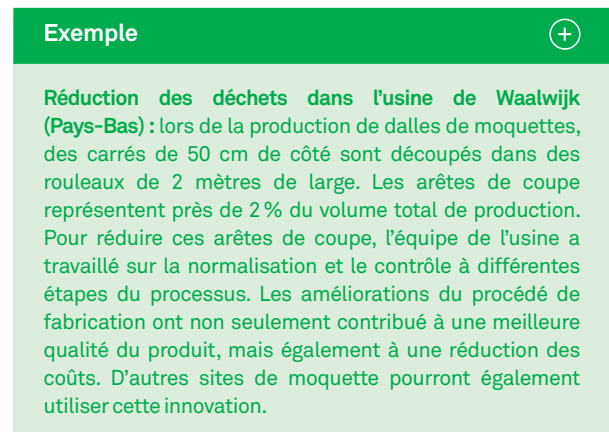 Exemple
Réduction des déchets dans l'usine de Waalwijk
(Pays-Bas) : lors de la production de dalles de moquettes,
des carrés de 50 cm de côté sont découpés dans des
rouleaux de 2 mètres de large. Les arêtes de coupe
représentent près de 2 % du volume total de production.
Pour réduire ces arêtes de coupe, l'équipe de l'usine a
travaillé sur la normalisation et le contrôle à différentes
étapes du processus. Les améliorations du procédé de
fabrication ont non seulement contribué à une meilleure
qualité du produit, mais également à une réduction des
coûts. D'autres sites de moquette pourront également
utiliser cette innovation.